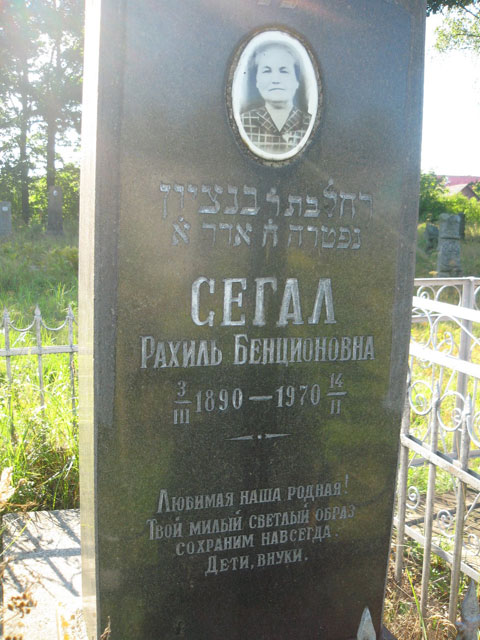 רחל בת ר' בנציון
נפטרה ח אדר א
СЕГАЛ
РАХИЛЬ БЕНЦИОНОВНА
3/III 1890 — 1970 14/II
ЛЮБИМАЯ НАША РОДНАЯ!
ТВОЙ МИЛЫЙ СВЕТЛЫЙ ОБРАЗ
СОХРАНИМ НАВСЕГДА.
ДЕТИ, ВНУКИ.